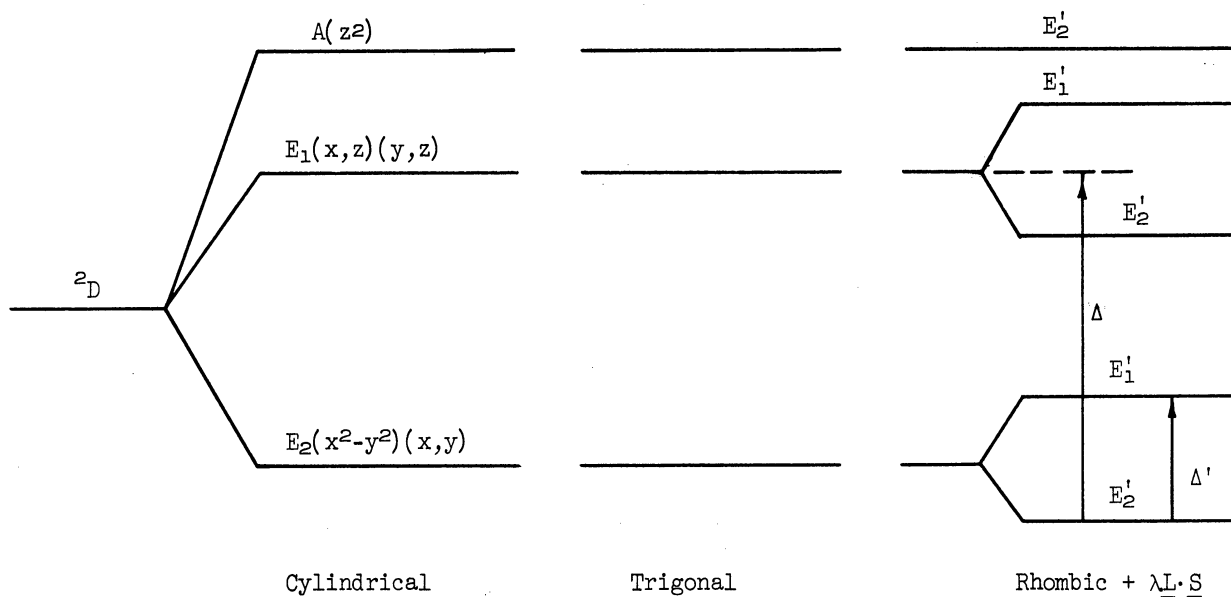 A(z2)
E₂'
E₁'
E₁(x,z)(y,z)
E₂'
²D
Δ
E₁'
E₂(x²-y²)(x,y)
E₂'
Δ'
Cylindrical
Trigonal
Rhombic + λL·S